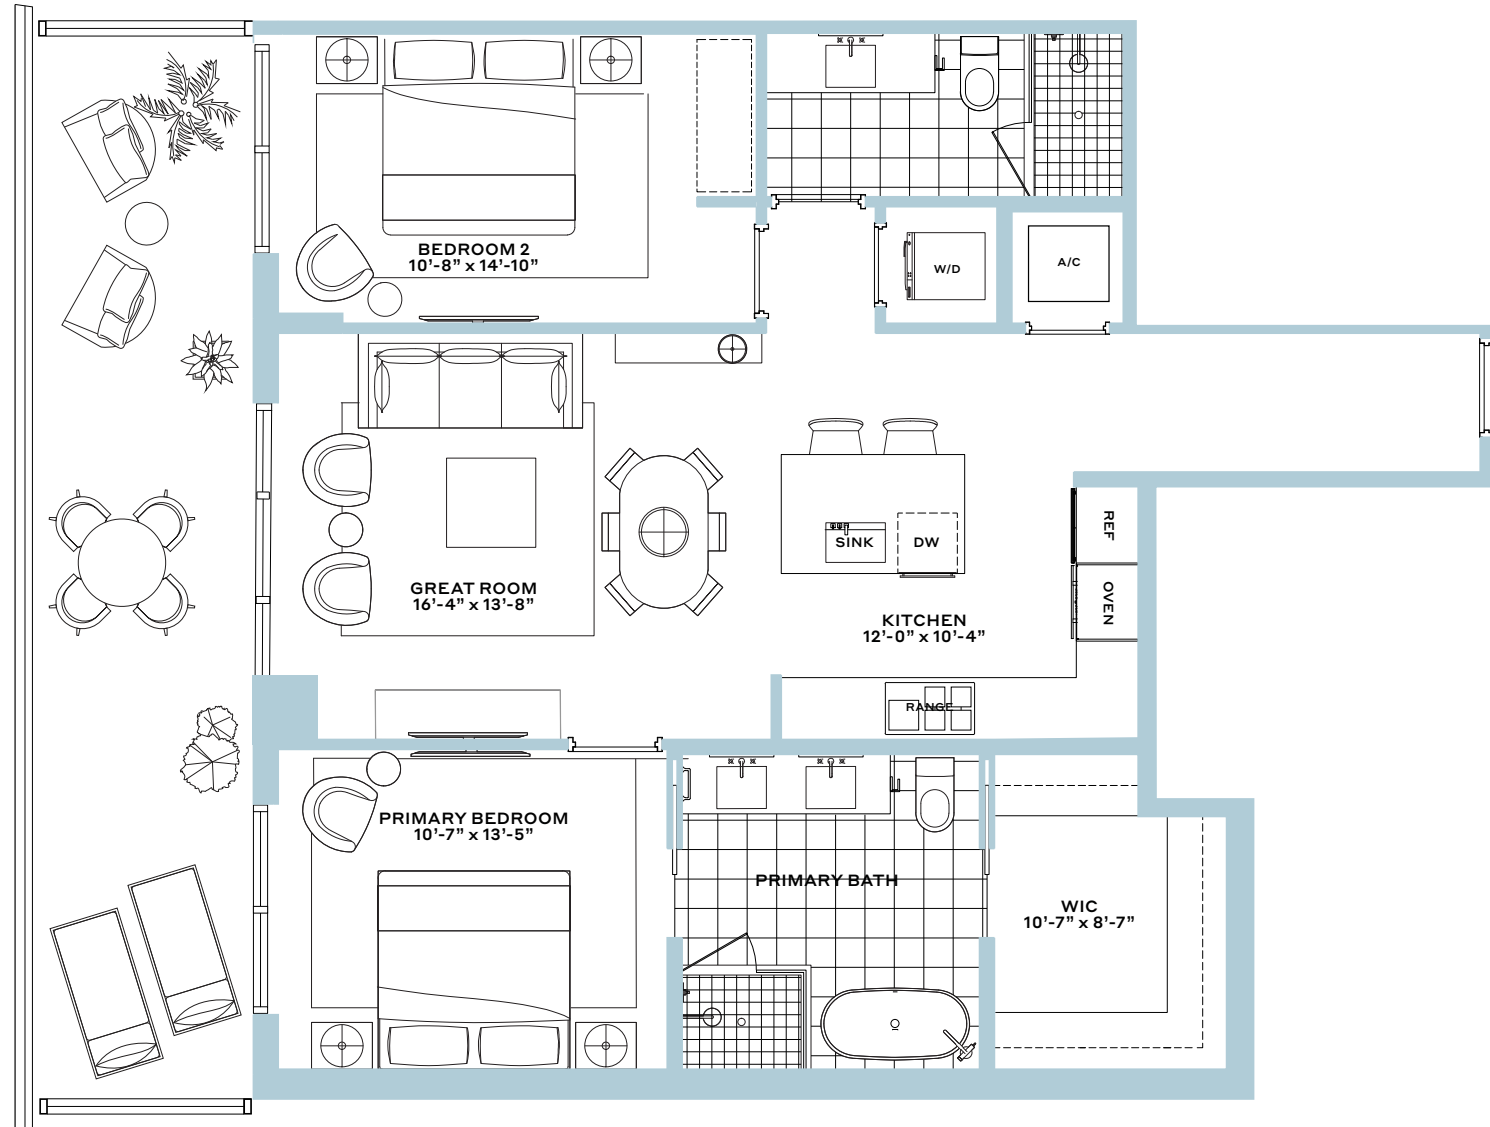 BEDROOM 2
10'-8” x 14'-10”
W/D
A/C
GREAT ROOM
16'-4” x 13'-8”
SINK
DW
REF
OVEN
KITCHEN
12'-0” x 10'-4”
RANGE
PRIMARY BEDROOM
10'-7” x 13'-5”
PRIMARY BATH
WIC
10'-7” x 8'-7”